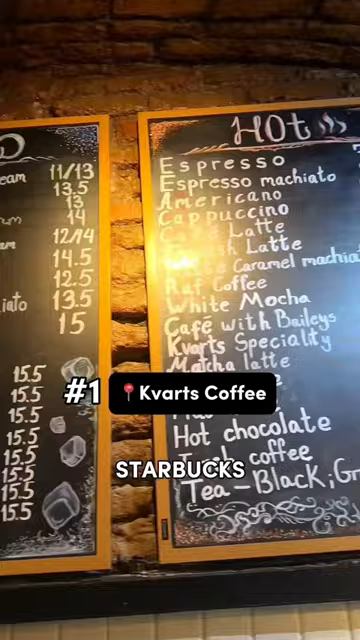 eam 11/13
13.5
13
14
12/14
14.5
12.5
iato 13.5
15
15.5
15.5
15.5
15.5
15.5
15.5
15.5
15.5
Hot
Espresso
Espresso machiato
Americano
Cappuccino
Latte
Latte
Caramel machia
Raf Coffee
White Mocha
Café with Baileys
Kvarts Speciality
Matcha latte
#1 📍Kvarts Coffee
Hot chocolate
coffee
STARBUCKS
Tea - Black, Gr